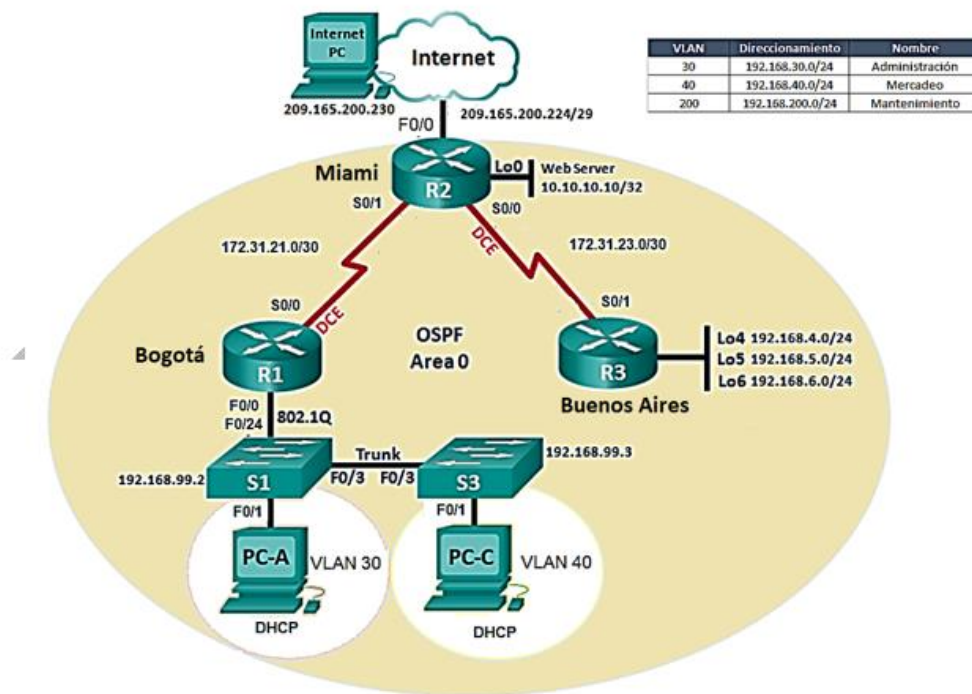 Internet
PC
Internet
209.165.200.230
209.165.200.224/29
F0/0
VLAN Direccionamiento Nombre
30 192.168.30.0/24 Administración
40 192.168.40.0/24 Mercadeo
200 192.168.200.0/24 Mantenimiento
Miami
R2
Lo0
Web Server
10.10.10.10/32
S0/1
S0/0
DCE
172.31.21.0/30
172.31.23.0/30
S0/0
DCE
S0/1
Bogotá
R1
OSPF
Area 0
R3
Buenos Aires
Lo4 192.168.4.0/24
Lo5 192.168.5.0/24
Lo6 192.168.6.0/24
F0/0
F0/24
802.1Q
Trunk
192.168.99.2
S1
F0/3
F0/3
S3
192.168.99.3
F0/1
F0/1
PC-A
VLAN 30
PC-C
VLAN 40
DHCP
DHCP